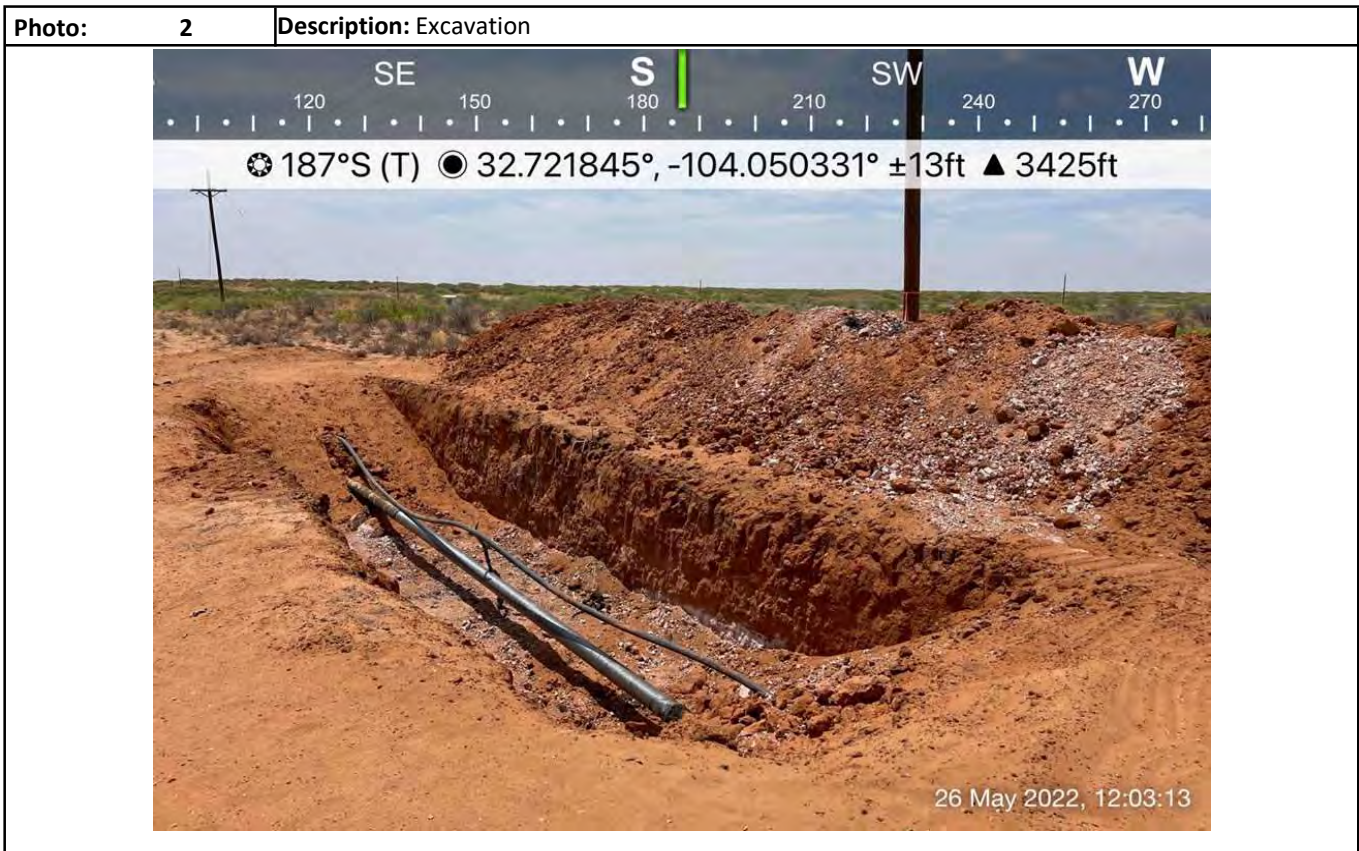 Photo: 2 Description: Excavation
SE S SW W
120 150 180 210 240 270
187°S (T) 32.721845°, -104.050331° ±13ft ▲ 3425ft
26 May 2022, 12:03:13